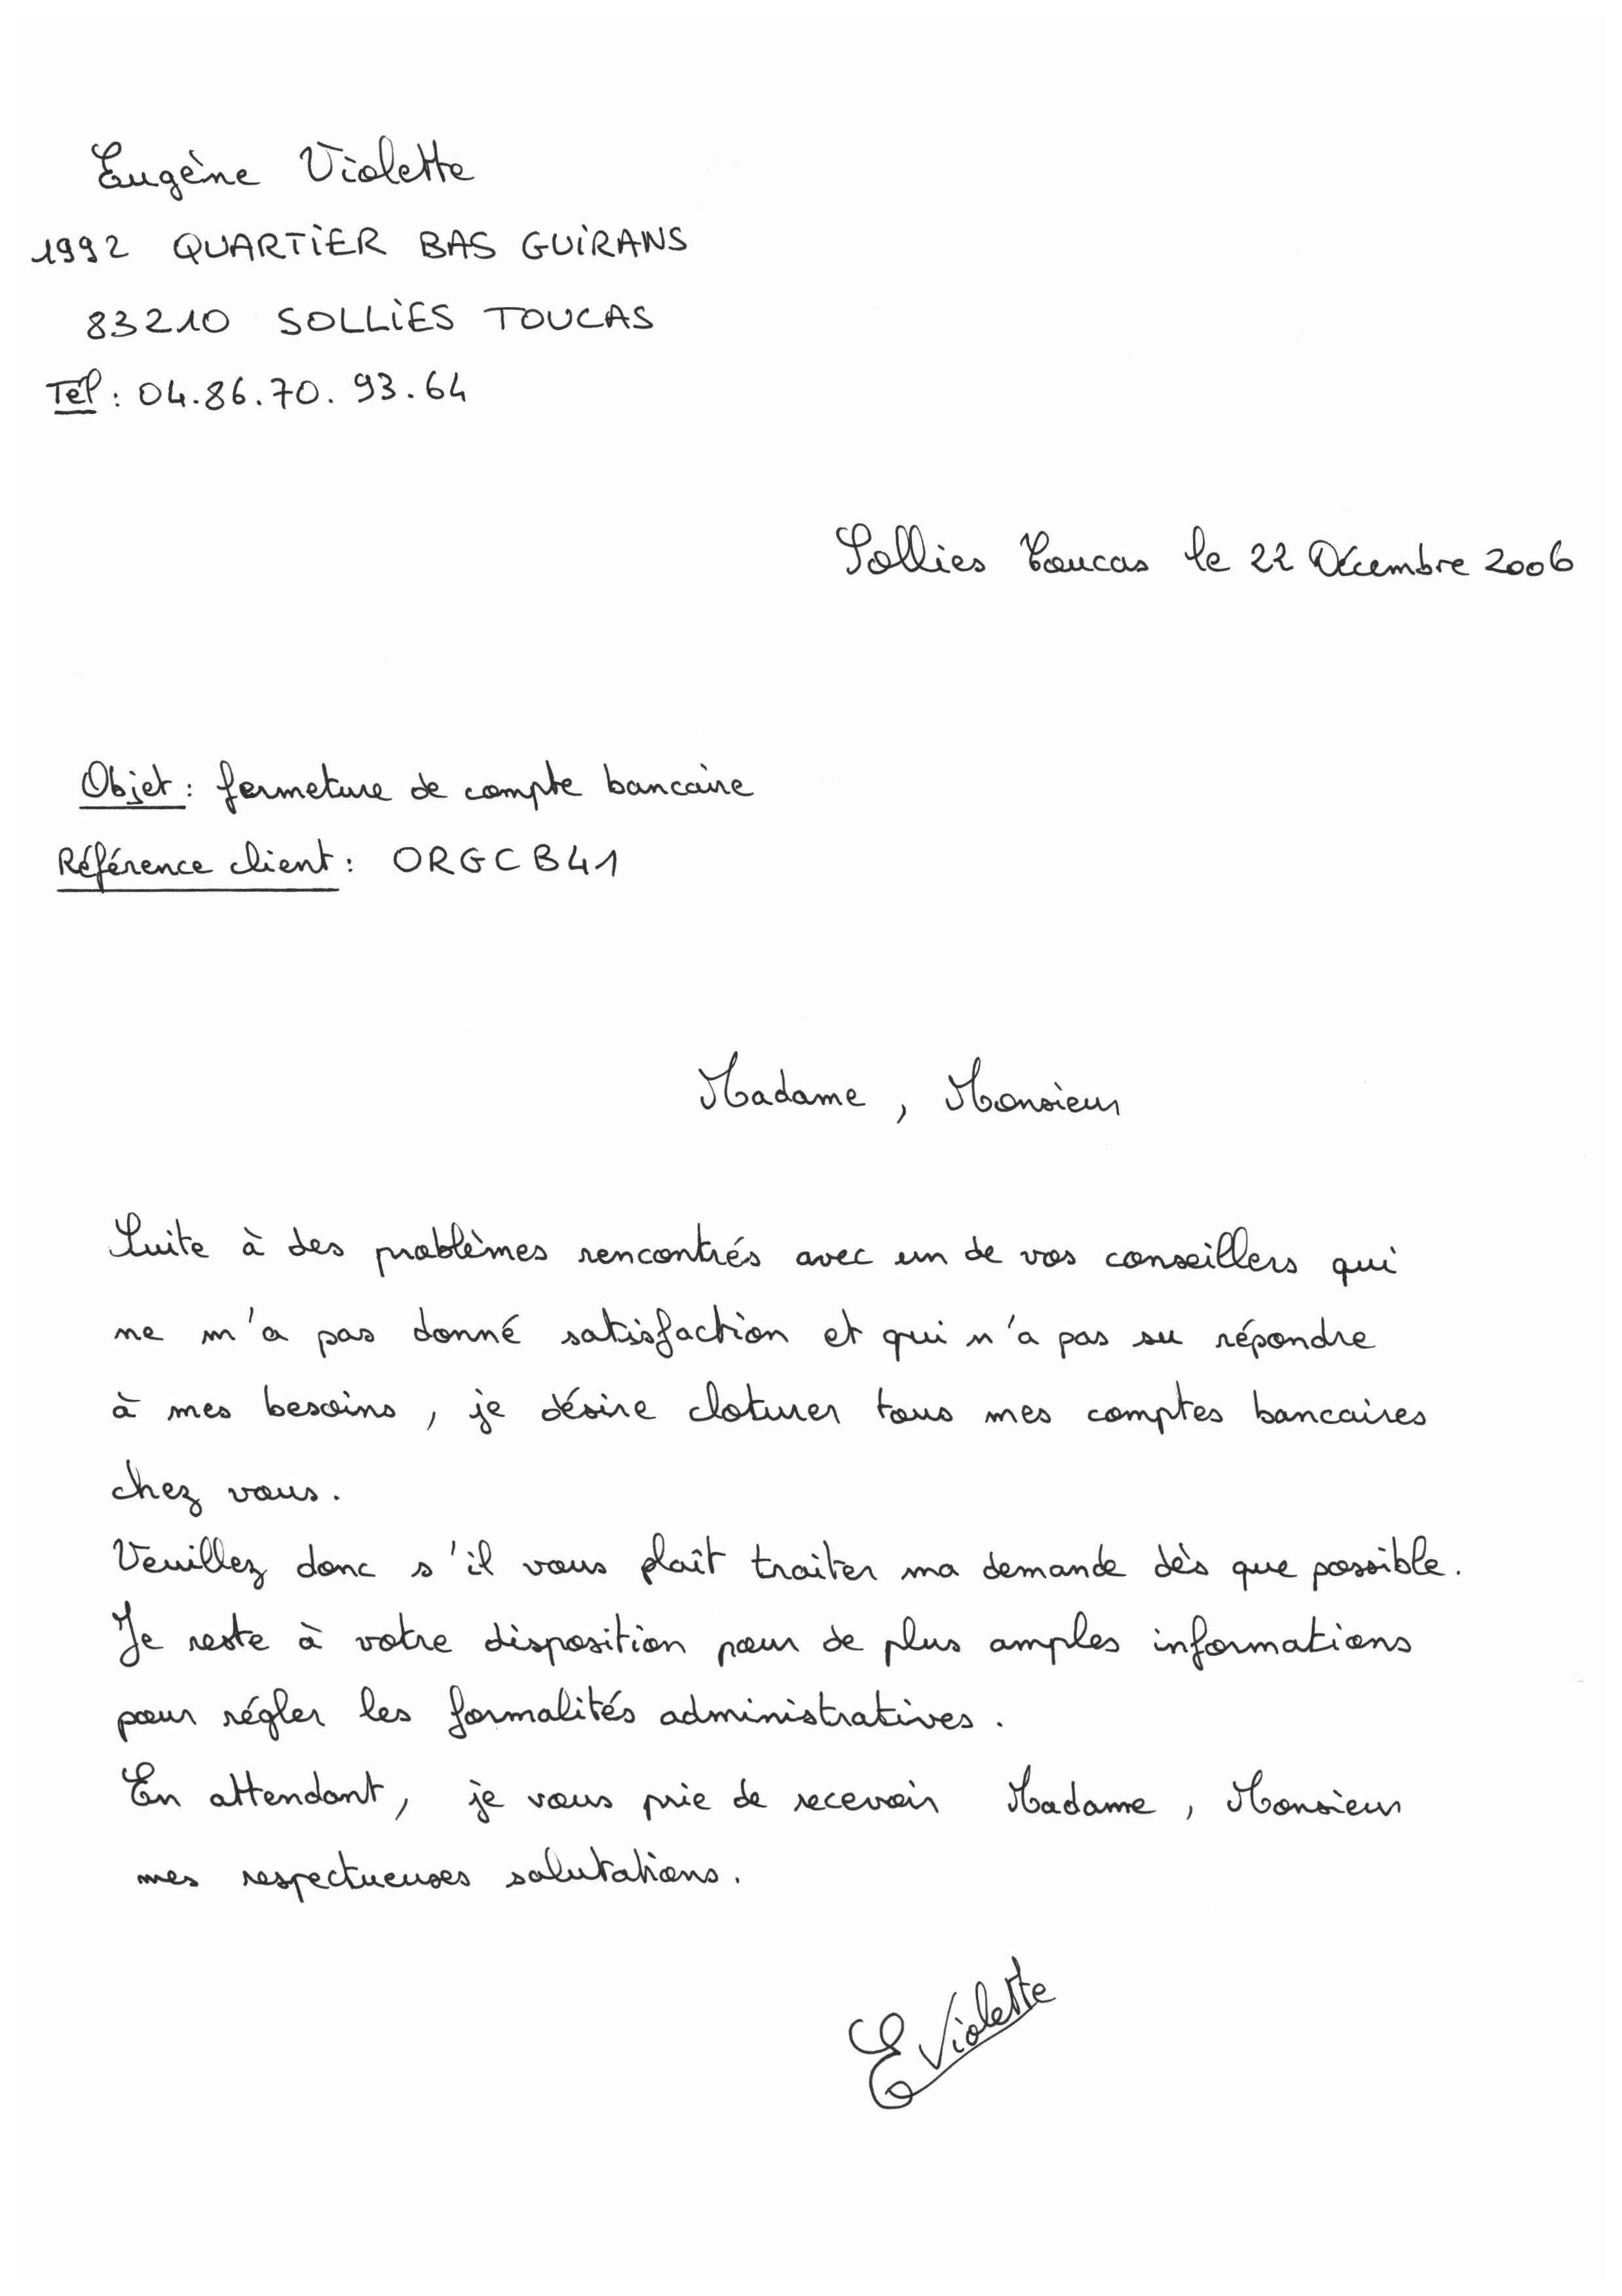 Eugène Violette
1992 QUARTIER BAS GUIRANS
83210 SOLLIES TOUCAS
Tél : 04.86.70.93.64
Sollies Toucas le 22 Décembre 2006
Objet : fermeture de compte bancaire
Référence client : ORGCB41
Madame, Monsieur
Suite à des problèmes rencontrés avec un de vos conseillers qui
ne m'a pas donné satisfaction et qui n'a pas su répondre
à mes besoins, je désire cloturer tous mes comptes bancaires
chez vous.
Veuillez donc s'il vous plaît traiter ma demande dès que possible.
Je reste à votre disposition pour de plus amples informations
pour régler les formalités administratives.
En attendant, je vous prie de recevoir Madame, Monsieur
mes respectueuses salutations.
E Violette